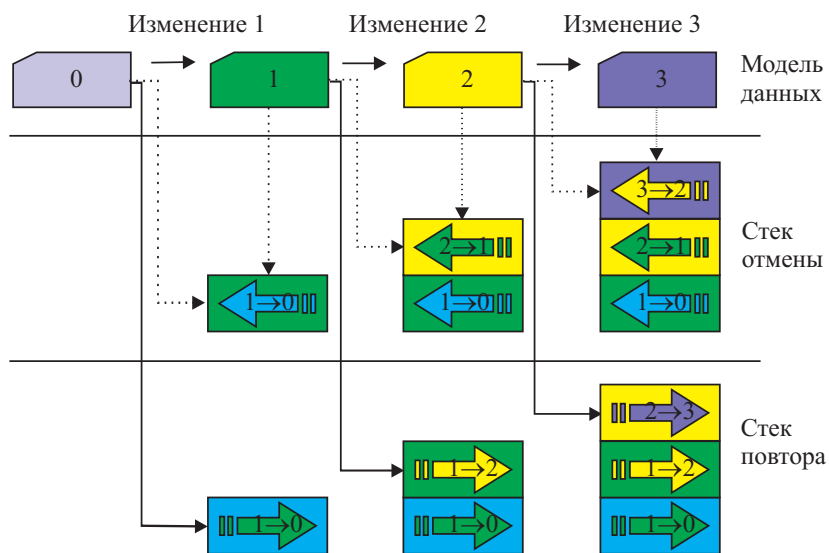 Изменение 1 Изменение 2 Изменение 3
0 1 2 3
Модель
данных
3→2
2→1 2→1
Стек
отмены
1→0 1→0 1→0
2→3
Стек
повтора
1→2 1→2
1→0 1→0 1→0